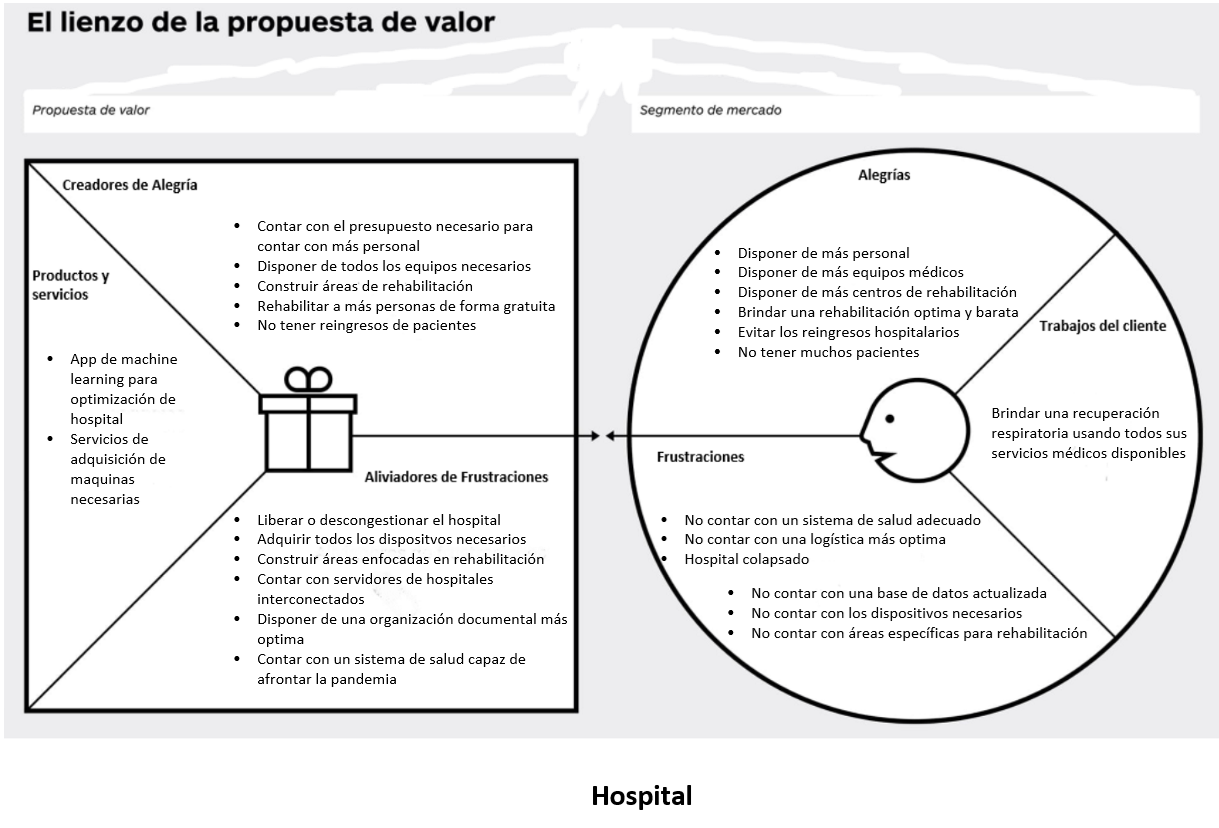 El lienzo de la propuesta de valor
Propuesta de valor
Segmento de mercado
Creadores de Alegría
• Contar con el presupuesto necesario para
contar con más personal
• Disponer de todos los equipos necesarios
• Construir áreas de rehabilitación
• Rehabilitar a más personas de forma gratuita
• No tener reingresos de pacientes
Productos y
servicios
• App de machine
learning para
optimización de
hospital
• Servicios de
adquisición de
maquinas
necesarias
Aliviadores de Frustraciones
• Liberar o descongestionar el hospital
• Adquirir todos los dispositvos necesarios
• Construir áreas enfocadas en rehabilitación
• Contar con servidores de hospitales
interconectados
• Disponer de una organización documental más
optima
• Contar con un sistema de salud capaz de
afrontar la pandemia
Alegrías
• Disponer de más personal
• Disponer de más equipos médicos
• Disponer de más centros de rehabilitación
• Brindar una rehabilitación optima y barata
• Evitar los reingresos hospitalarios
• No tener muchos pacientes
Trabajos del cliente
Brindar una recuperación
respiratoria usando todos sus
servicios médicos disponibles
Frustraciones
• No contar con un sistema de salud adecuado
• No contar con una logística más optima
• Hospital colapsado
• No contar con una base de datos actualizada
• No contar con los dispositivos necesarios
• No contar con áreas específicas para rehabilitación
Hospital